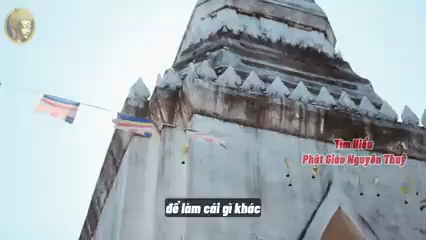 Tìm Hiểu
Phật Giáo Nguyên Thuỷ
để làm cái gì khác